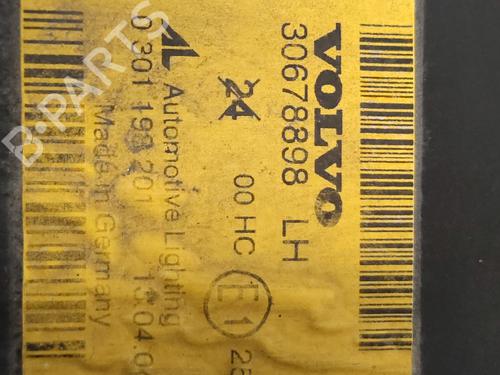 VOLVO
30678898 LH
24 00 HC E1
AL Automotive Lighting
0 301 193 201
Made in Germany
B-PARTS